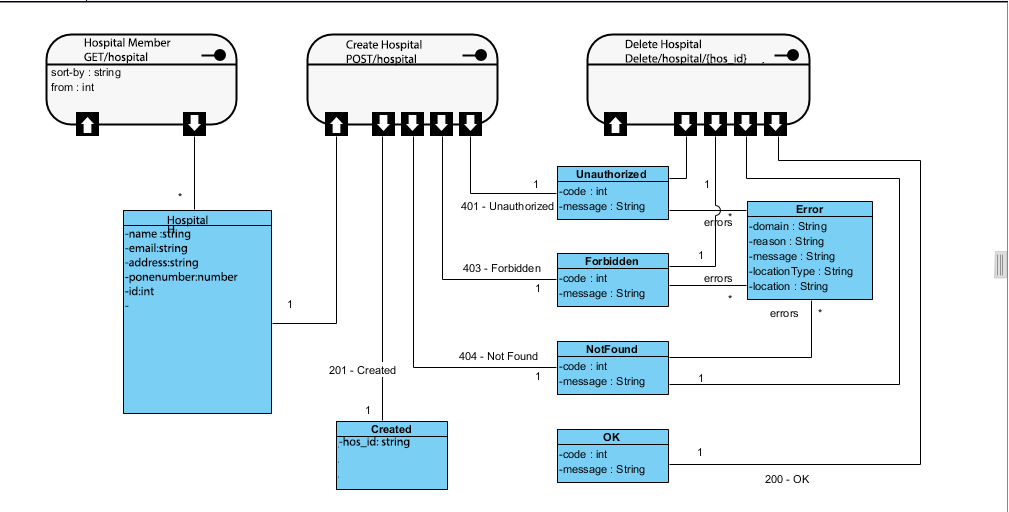 Hospital Member
GET/hospital
sort-by : string
from : int
Create Hospital
POST/hospital
Delete Hospital
Delete/hospital/{hos_id}
*
Hospital
-name :string
-email:string
-address:string
-ponenumber:number
-id:int
-
1
201 - Created
1
Created
-hos_id: string
1
401 - Unauthorized
403 - Forbidden
1
404 - Not Found
1
Unauthorized
-code : int
-message : String
1
*
errors
Forbidden
-code : int
-message : String
1
errors
*
Error
-domain : String
-reason : String
-message : String
-locationType : String
-location : String
errors
*
NotFound
-code : int
-message : String
1
OK
-code : int
-message : String
1
200 - OK